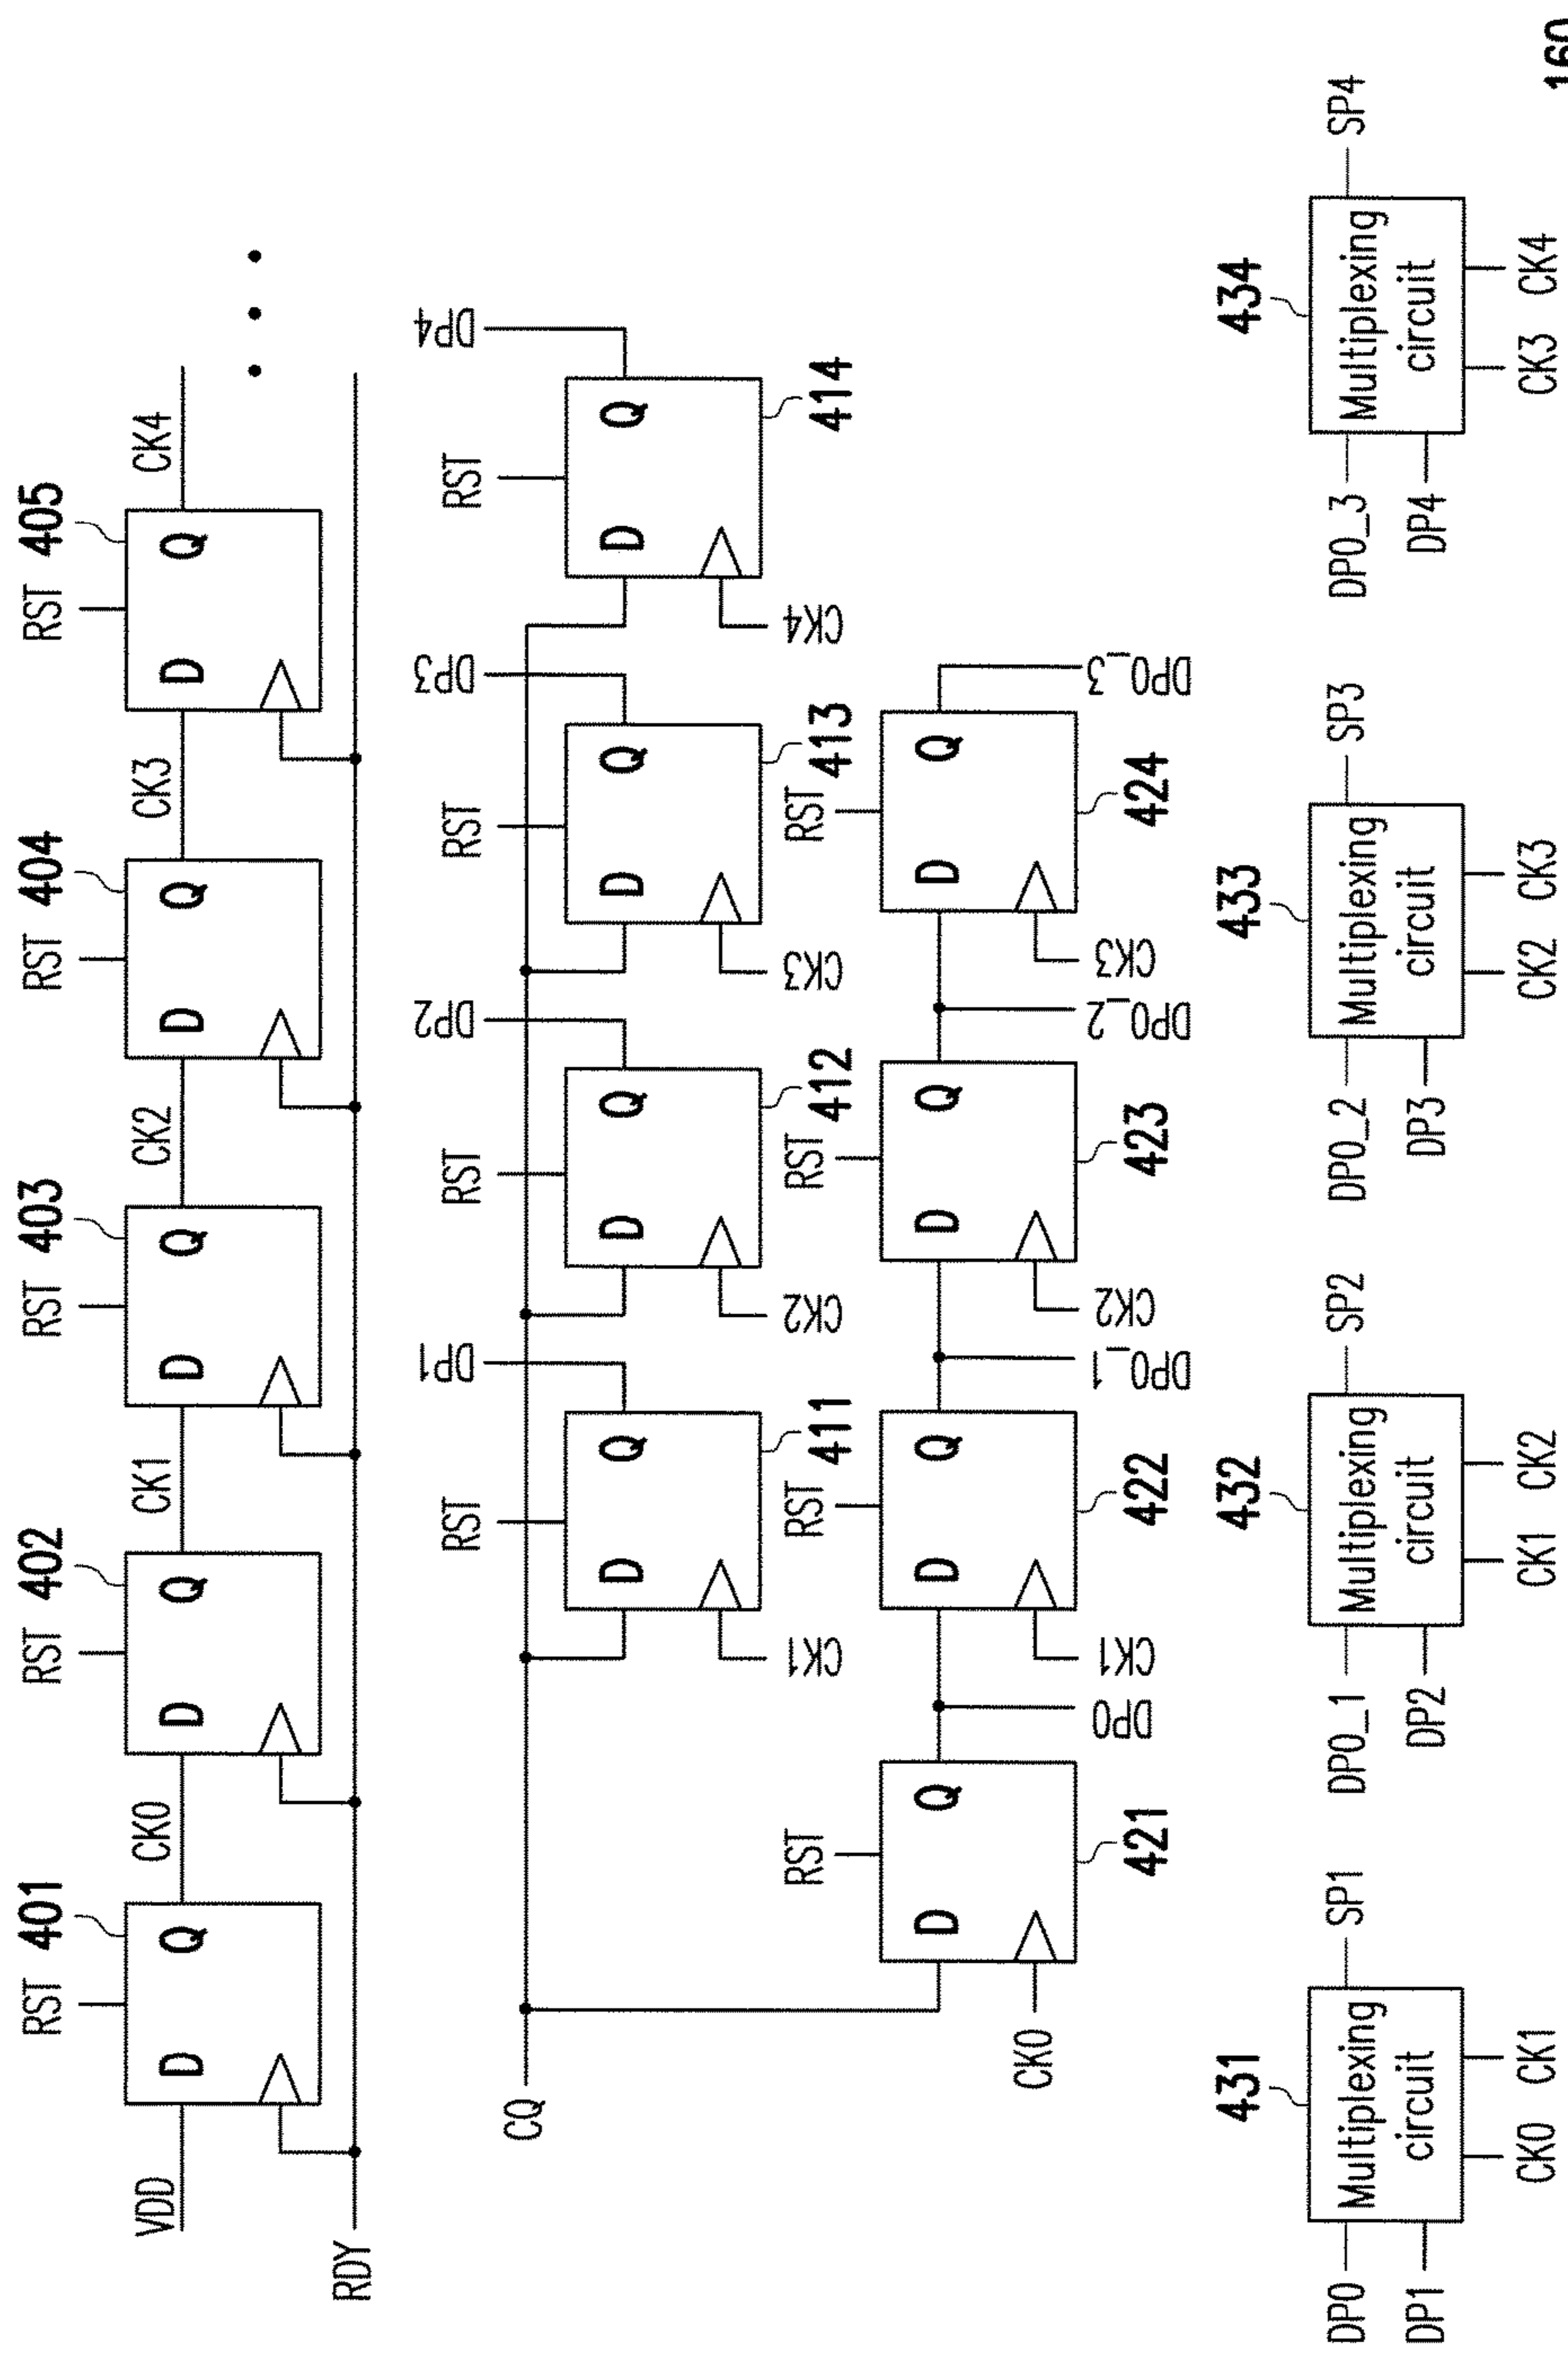 RST 401
RST 402
RST 403
RST 404
RST 405
VDD
D Q
CK0
D Q
CK1
D Q
CK2
D Q
CK3
D Q
CK4
RDY
CQ
RST
DP1
RST
DP2
RST
DP3
RST
DP4
D Q
D Q
D Q
D Q
CK1
411
CK2
412
CK3
413
CK4
414
RST
RST
RST
RST
D Q
D Q
D Q
D Q
CK0
421
DP0
CK1
422
DP0_1
CK2
423
DP0_2
CK3
424
DP0_3
431
432
433
434
DP0
DP1
Multiplexing
circuit
SP1
CK0 CK1
DP0_1
DP2
Multiplexing
circuit
SP2
CK1 CK2
DP0_2
DP3
Multiplexing
circuit
SP3
CK2 CK3
DP0_3
DP4
Multiplexing
circuit
SP4
CK3 CK4
160